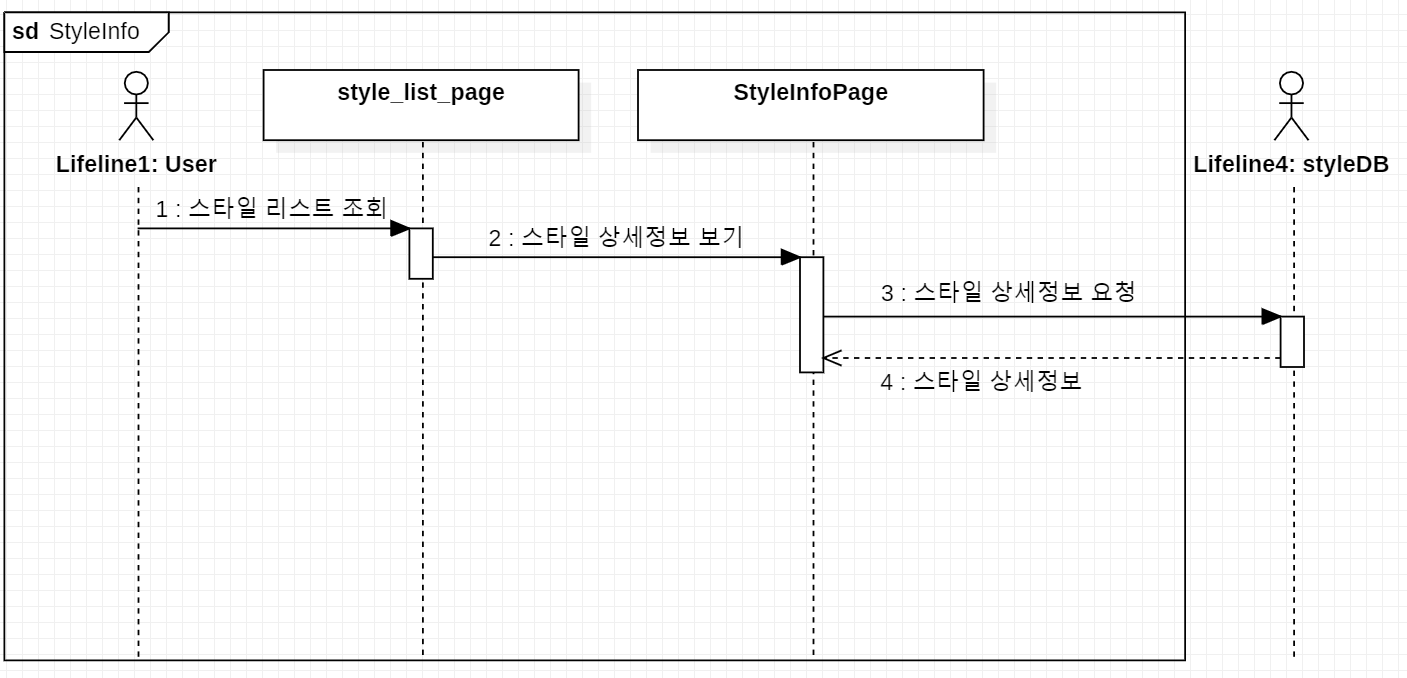 sd StyleInfo
style_list_page
StyleInfoPage
Lifeline1: User
Lifeline4: styleDB
1 : 스타일 리스트 조회
2 : 스타일 상세정보 보기
3 : 스타일 상세정보 요청
4 : 스타일 상세정보